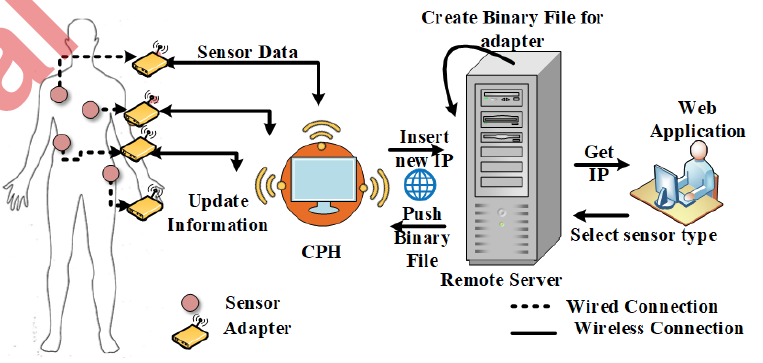 Create Binary File for
adapter
Sensor Data
Web
Application
Insert
new IP
Get
IP
Update
Information
Push
Binary
File
Select sensor type
CPH
Remote Server
Sensor
Adapter
Wired Connection
Wireless Connection